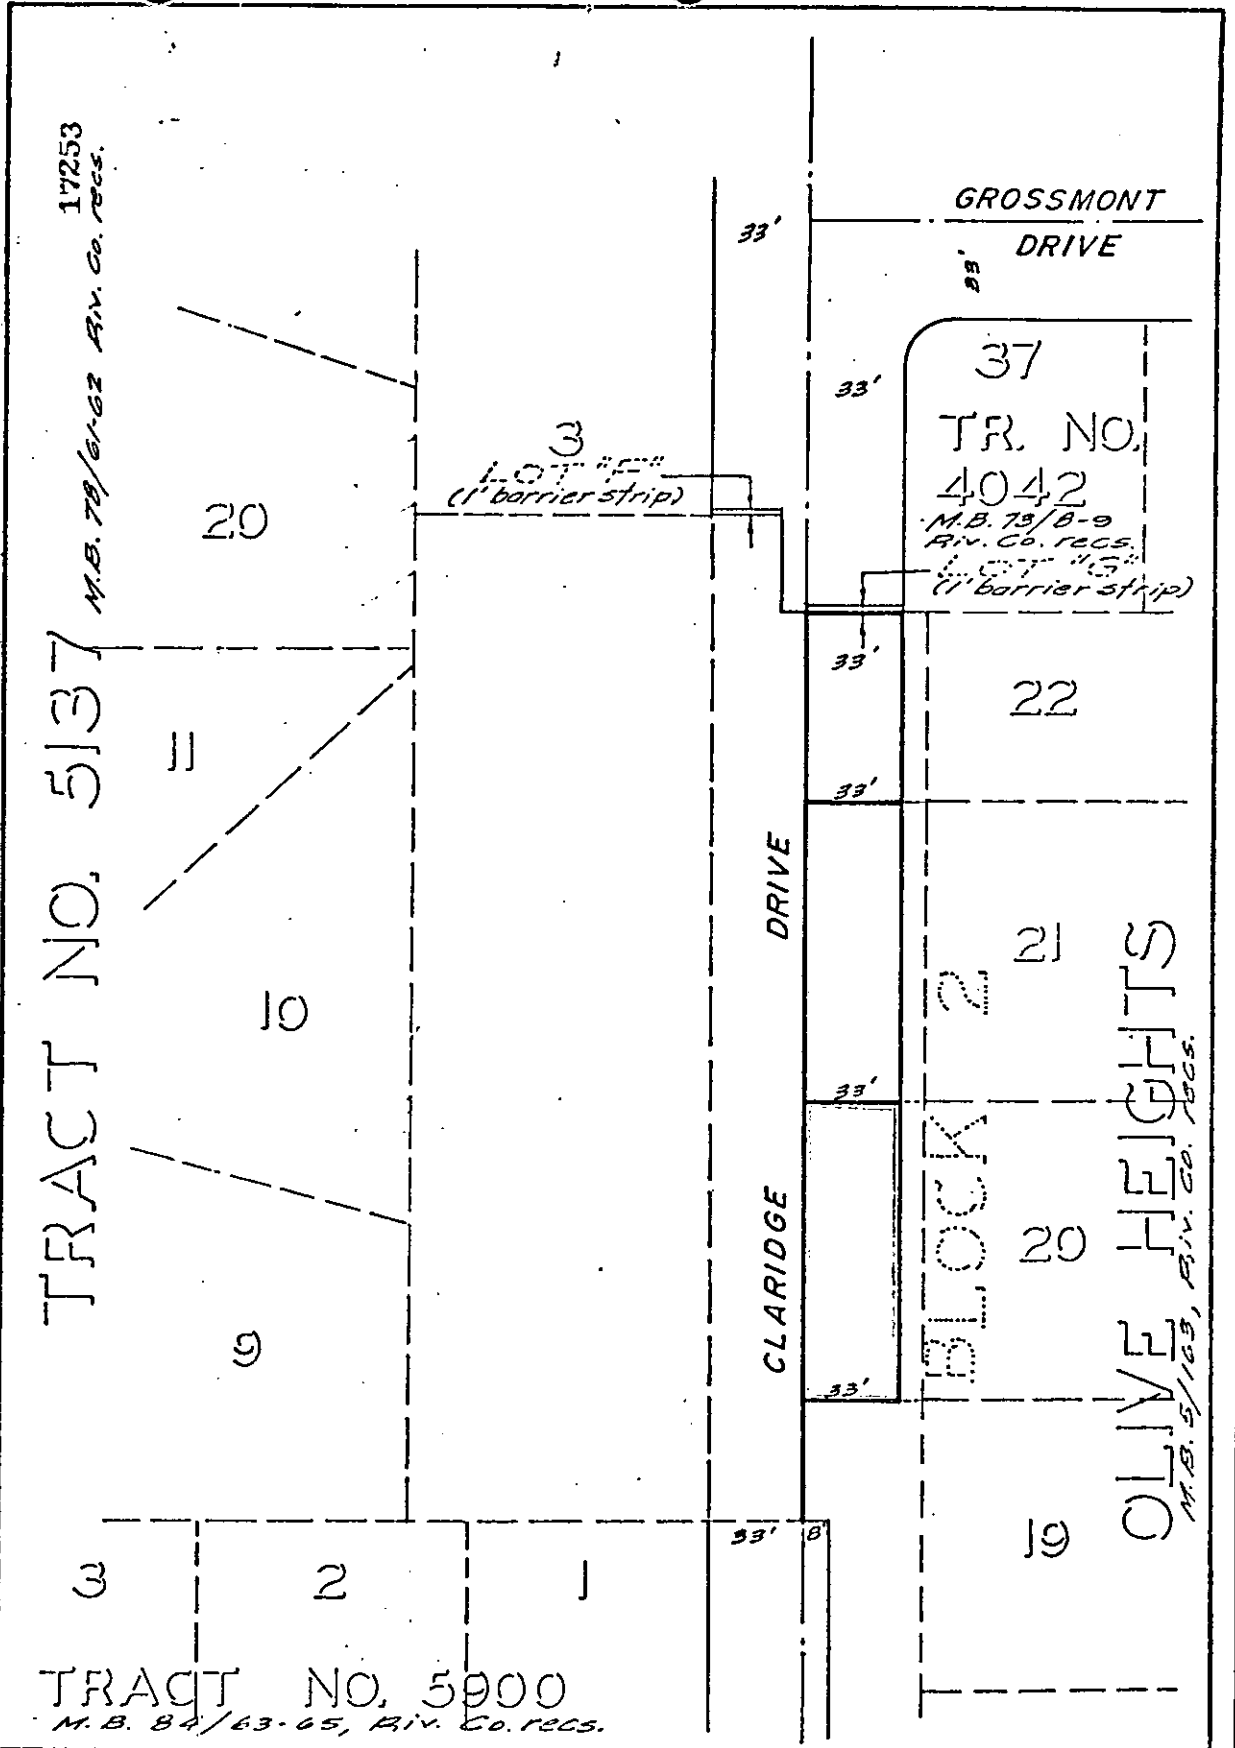 17253
TRACT NO. 5137
M.B. 78/61-62 Riv. Co. recs.
GROSSMONT
DRIVE
33'
33'
33'
37
TR. NO.
4042
M.B. 73/8-9
Riv. Co. recs.
3
LOT "F"
(1' barrier strip)
LOT "G"
(1' barrier strip)
20
33'
22
11
33'
DRIVE
21
10
33'
BLOCK 2
OLIVE HEIGHTS
M.B. 5/163, Riv. Co. recs.
CLARIDGE
20
9
33'
33'
8'
19
3
2
1
TRACT NO. 5900
M.B. 84/63-65, Riv. Co. recs.